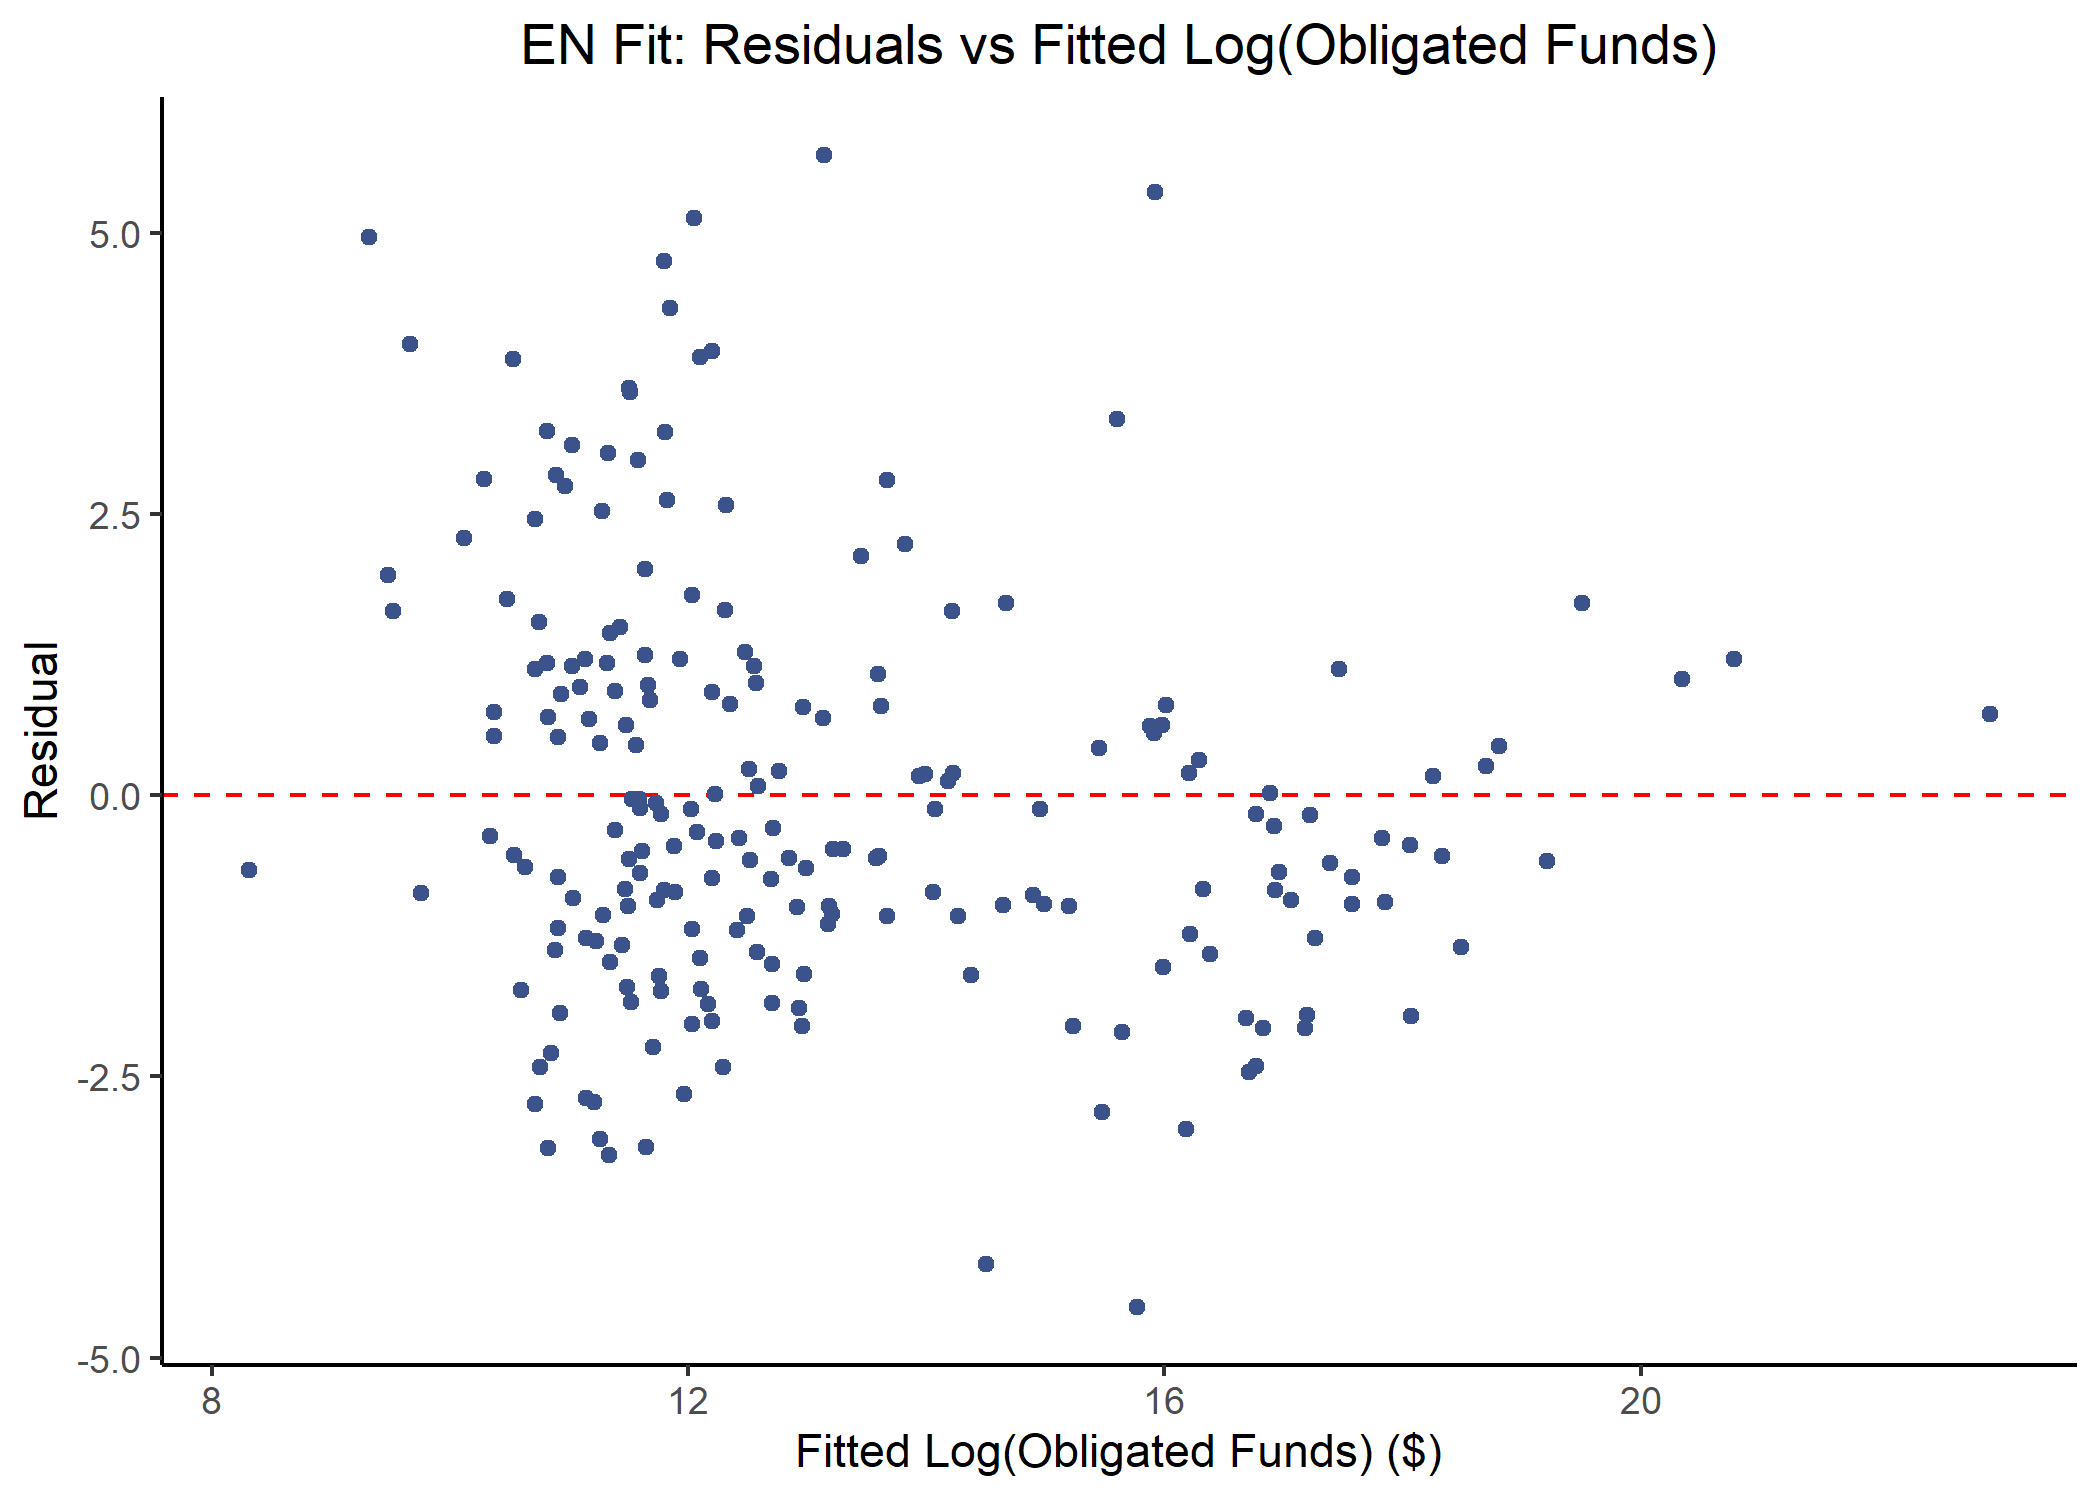 EN Fit: Residuals vs Fitted Log(Obligated Funds)
Residual
5.0
2.5
0.0
-2.5
-5.0
8 12 16 20
Fitted Log(Obligated Funds) ($)